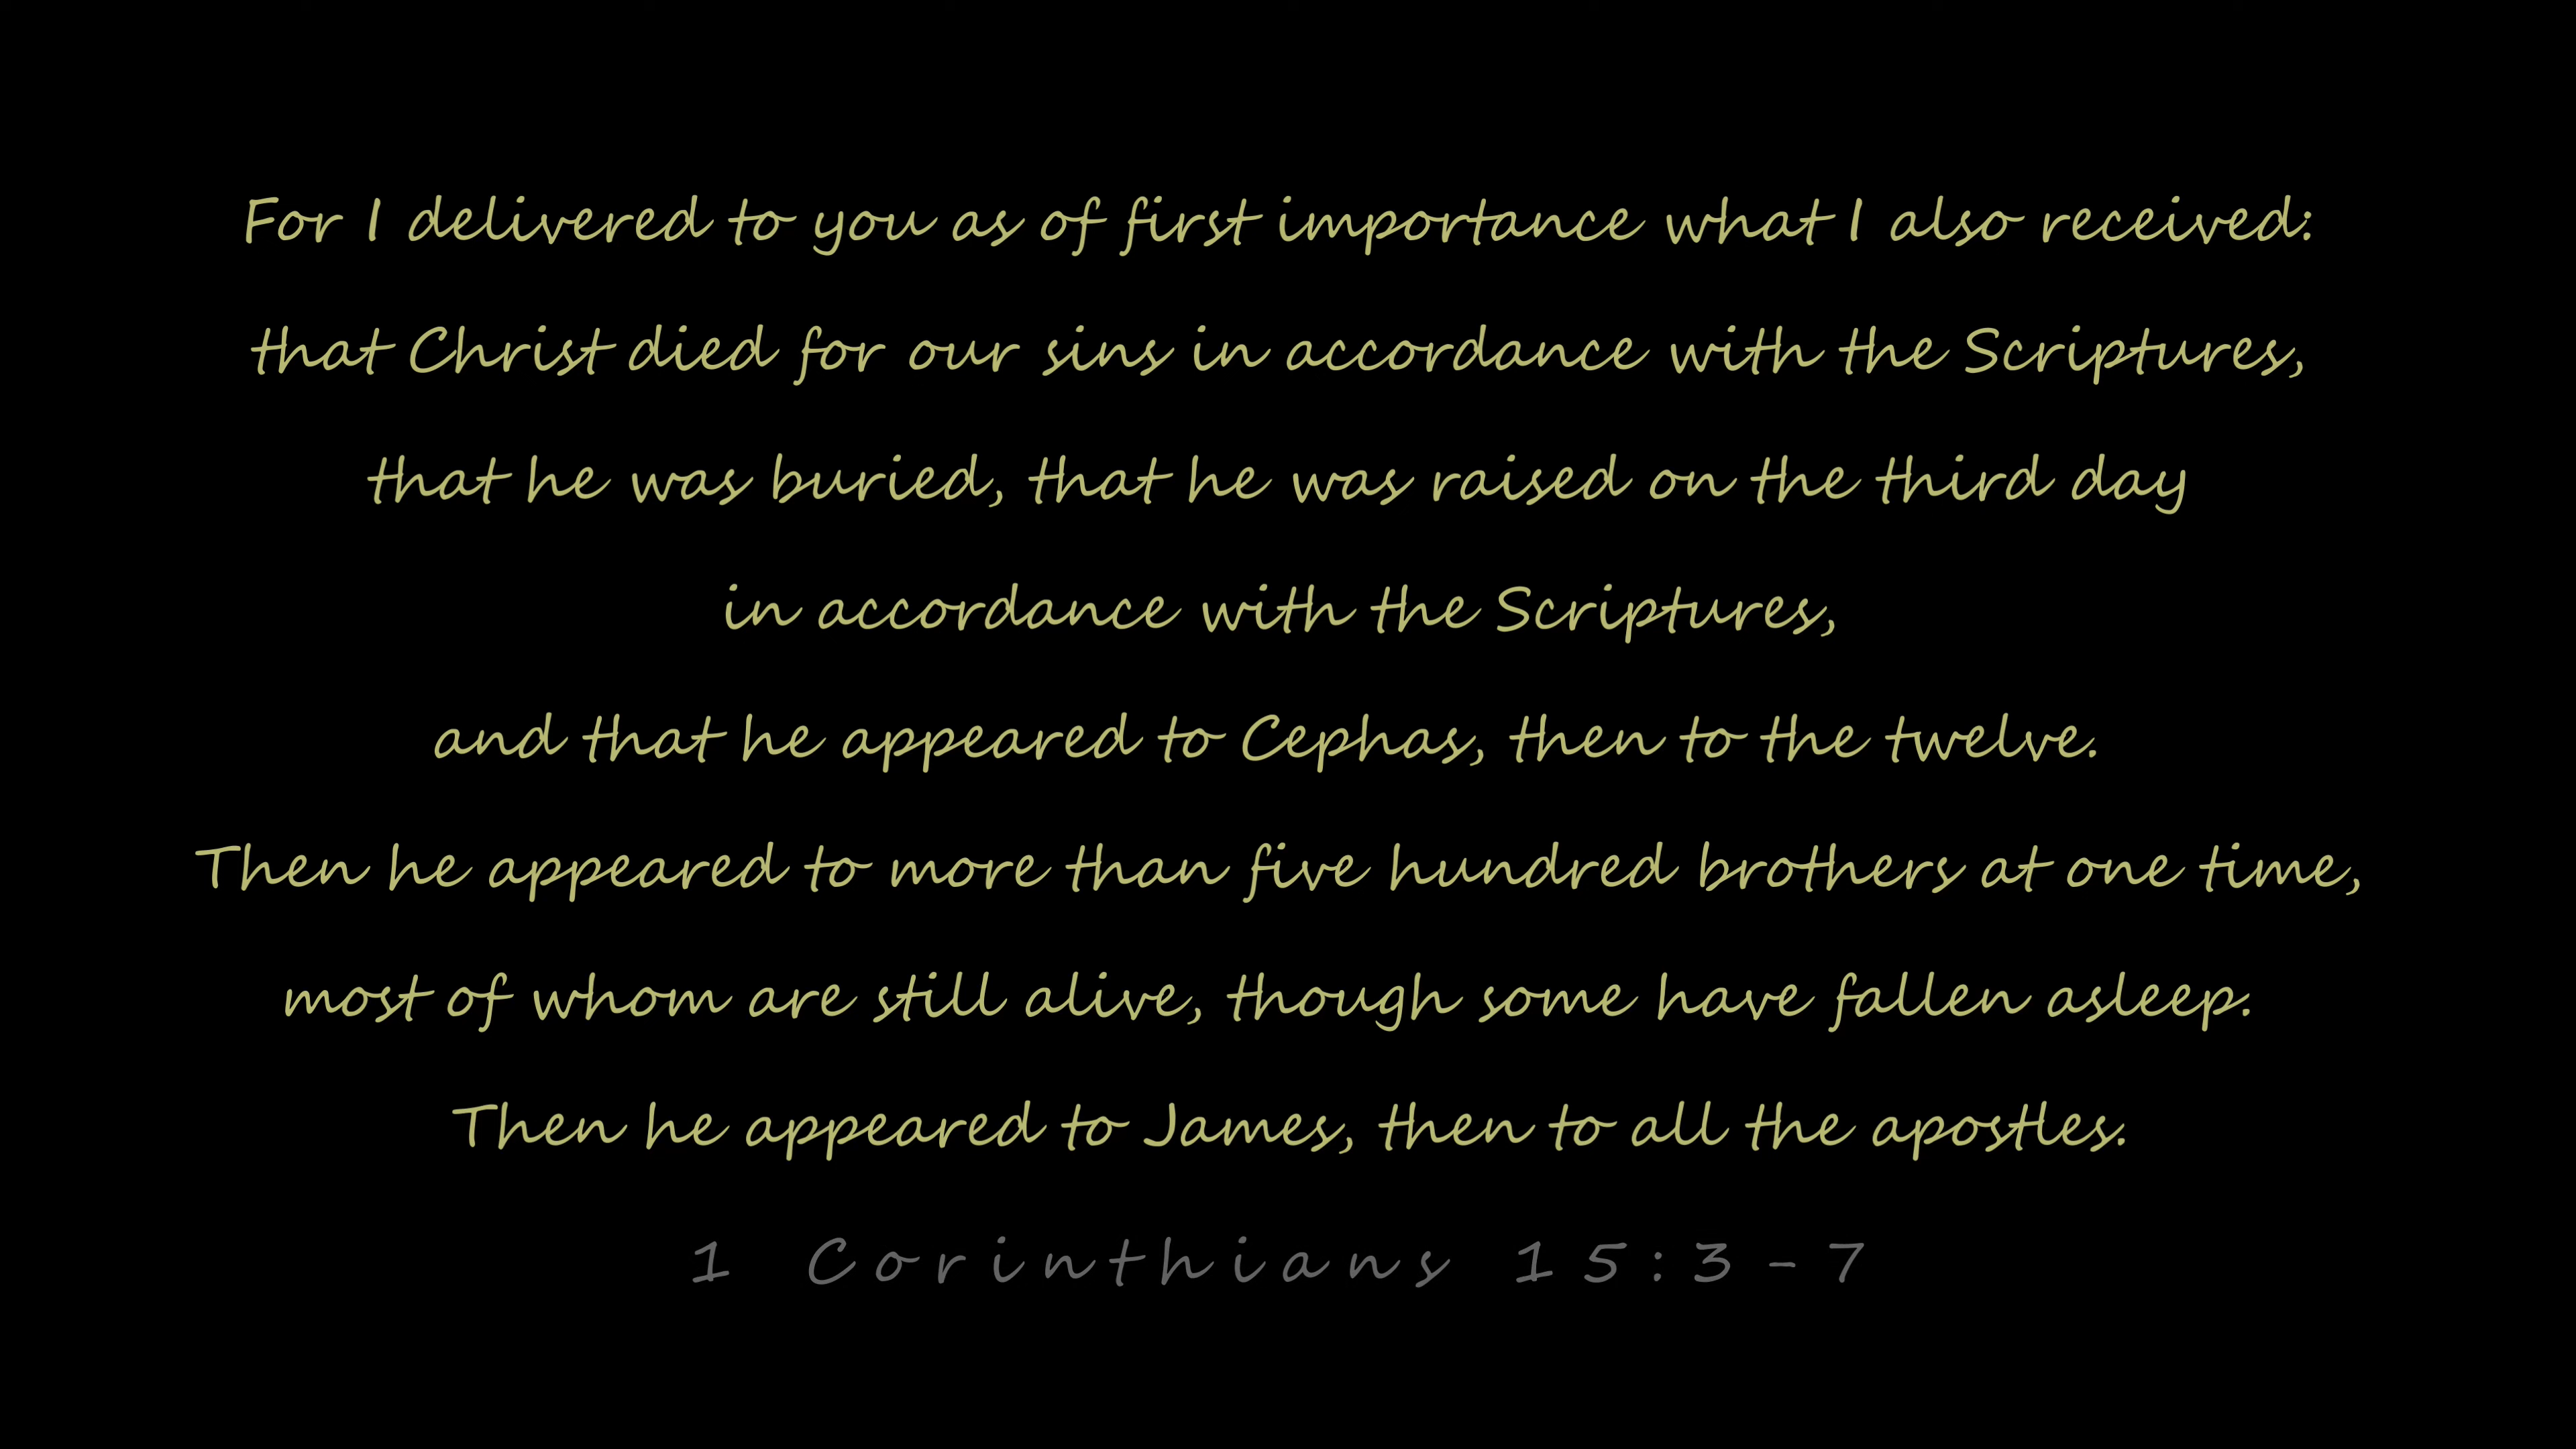 For I delivered to you as of first importance what I also received:
that Christ died for our sins in accordance with the Scriptures,
that he was buried, that he was raised on the third day
in accordance with the Scriptures,
and that he appeared to Cephas, then to the twelve.
Then he appeared to more than five hundred brothers at one time,
most of whom are still alive, though some have fallen asleep.
Then he appeared to James, then to all the apostles.
1 Corinthians 15:3-7